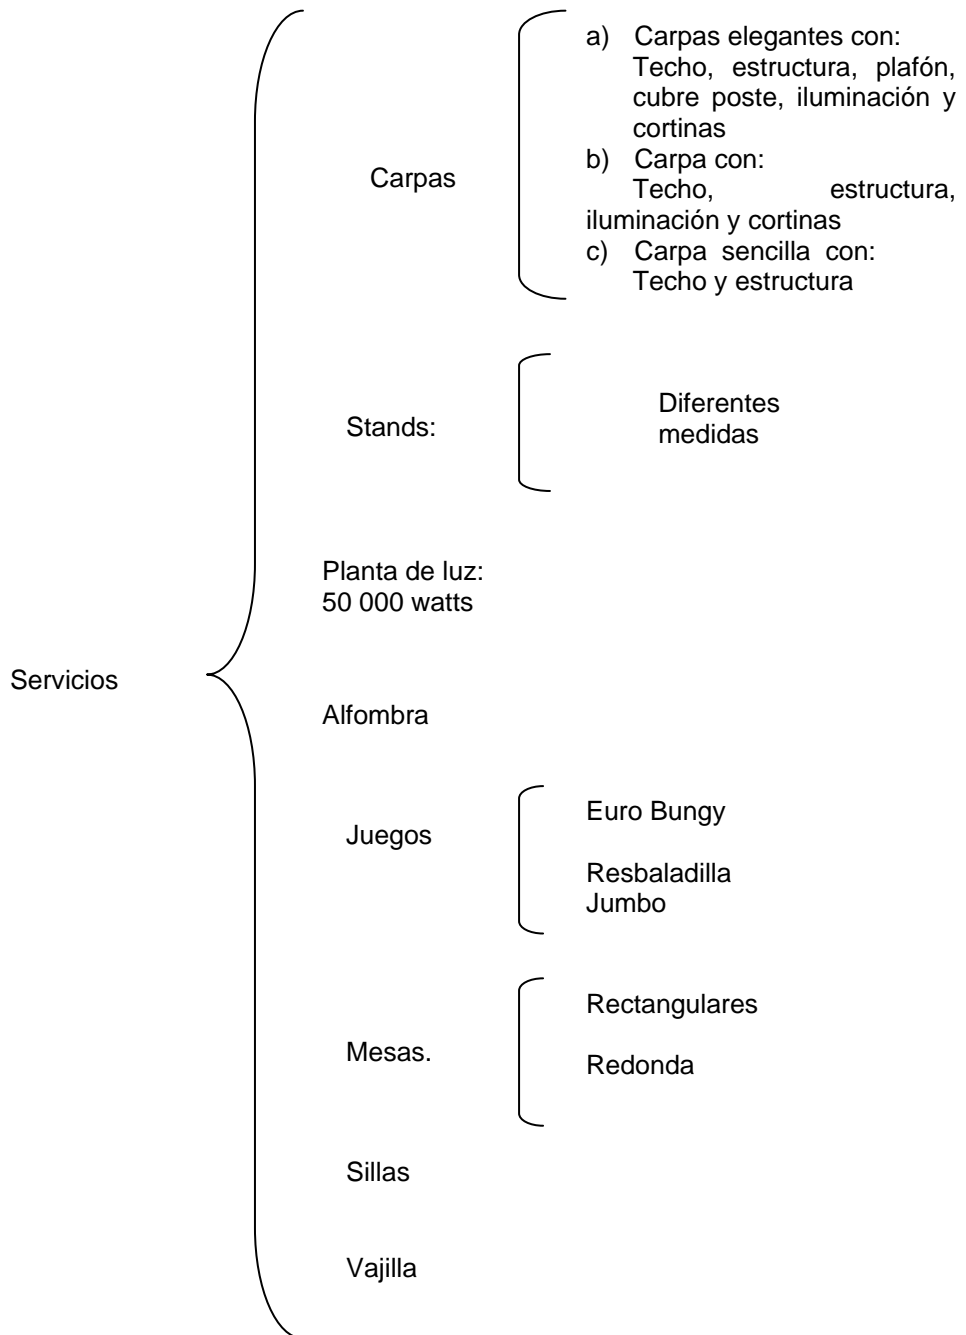 a) Carpas elegantes con:
Techo, estructura, plafón,
cubre poste, iluminación y
cortinas
Carpas
b) Carpa con:
Techo, estructura,
iluminación y cortinas
c) Carpa sencilla con:
Techo y estructura
Stands:
Diferentes
medidas
Planta de luz:
50 000 watts
Servicios
Alfombra
Juegos
Euro Bungy
Resbaladilla
Jumbo
Mesas.
Rectangulares
Redonda
Sillas
Vajilla